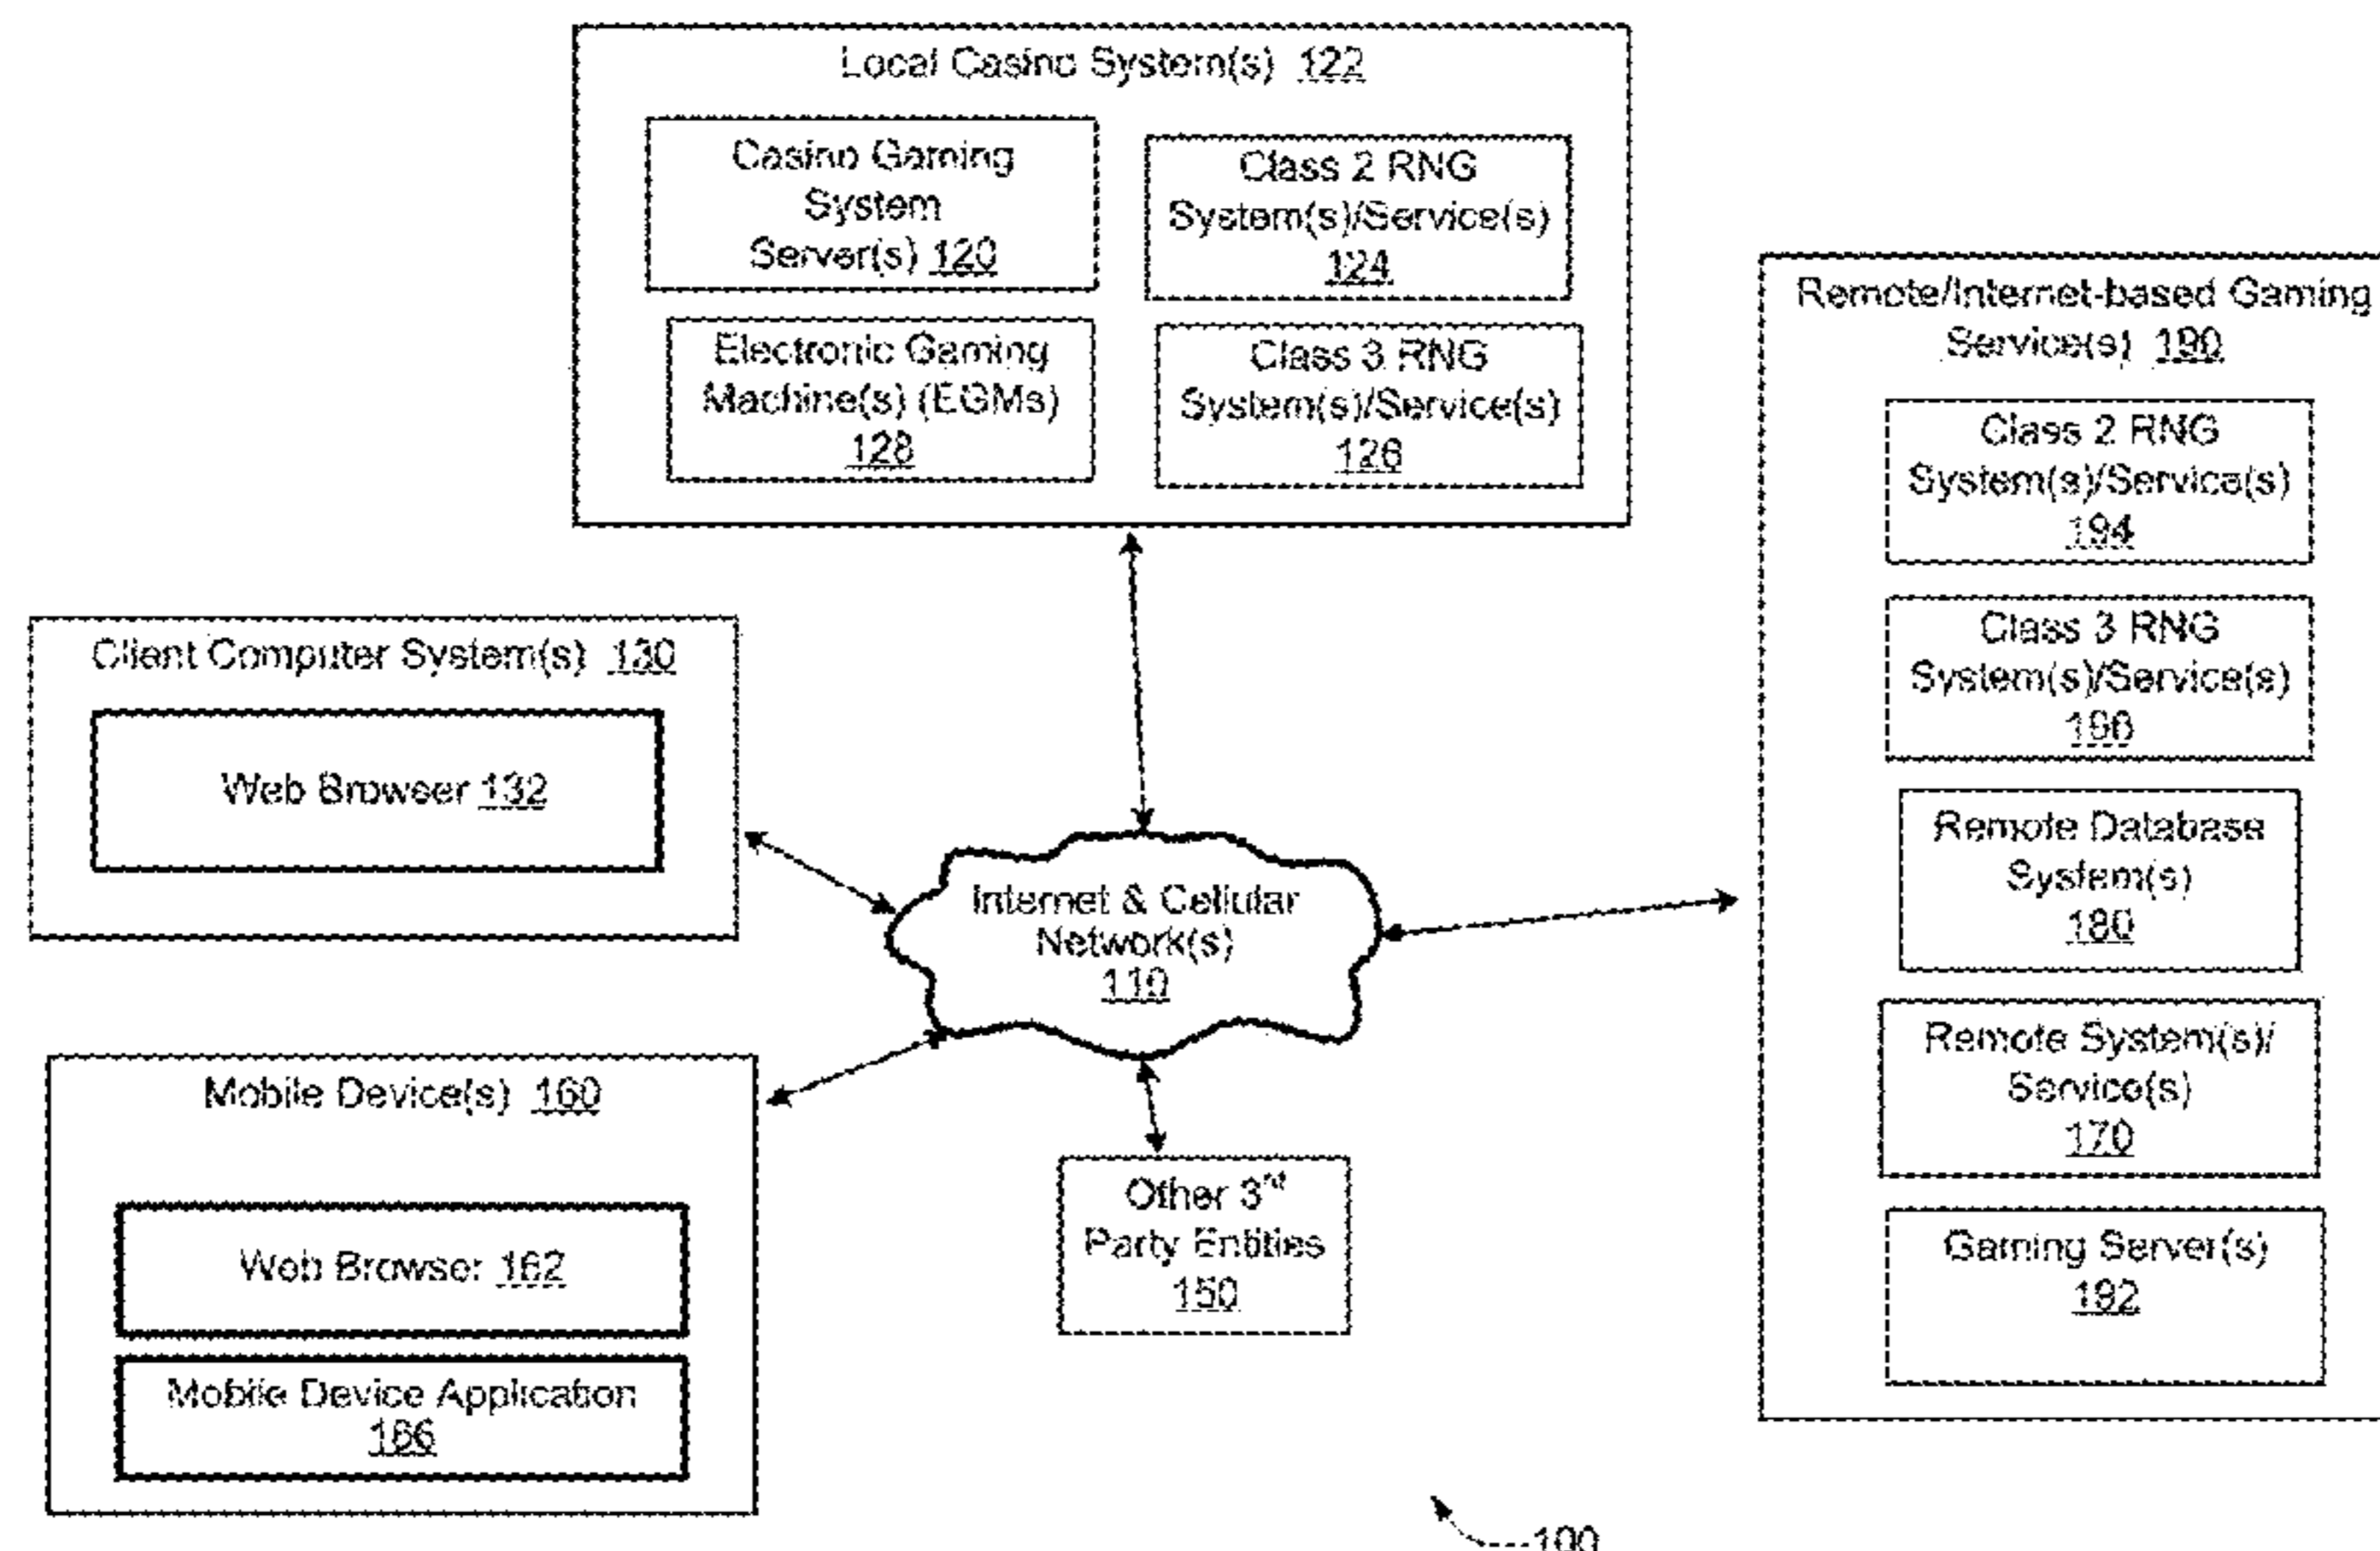 Local Casino System(s) 122
Casino Gaming
System
Server(s) 120
Class 2 RNG
System(s)/Service(s)
124
Electronic Gaming
Machine(s) (EGMs)
128
Class 3 RNG
System(s)/Service(s)
126
Remote/Internet-based Gaming
Service(s) 190
Class 2 RNG
System(s)/Service(s)
194
Class 3 RNG
System(s)/Service(s)
196
Remote Database
System(s)
180
Remote System(s)/
Service(s)
170
Gaming Server(s)
192
Client Computer System(s) 130
Web Browser 132
Internet & Cellular
Network(s)
110
Mobile Device(s) 160
Web Browser 162
Mobile Device Application
166
Other 3rd
Party Entities
150
100